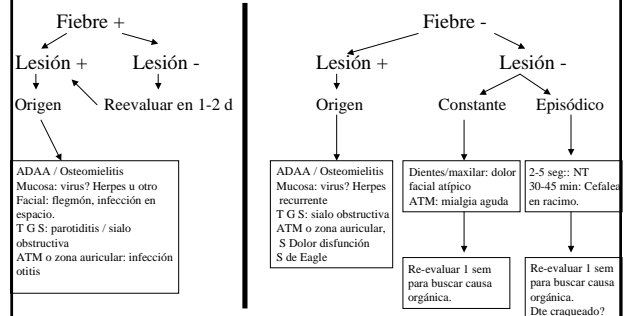 Fiebre +
Lesión +
Lesión -
Origen
Reevaluar en 1-2 d
ADAA / Osteomielitis
Mucosa: virus? Herpes u otro
Facial: flegmón, infección en
espacio.
T G S: parotiditis / sialo
obstructiva
ATM o zona auricular: infección
otitis
Fiebre -
Lesión +
Lesión -
Origen
Constante
Episódico
ADAA / Osteomielitis
Mucosa: virus? Herpes
recurrente
T G S: sialo obstructiva
ATM o zona auricular,
S Dolor disfunción
S de Eagle
Dientes/maxilar: dolor
facial atípico
ATM: mialgia aguda
2-5 seg:: NT
30-45 min: Cefalea
en racimo.
Re-evaluar 1 sem
para buscar causa
orgánica.
Re-evaluar 1 sem
para buscar causa
orgánica.
Dte craqueado?